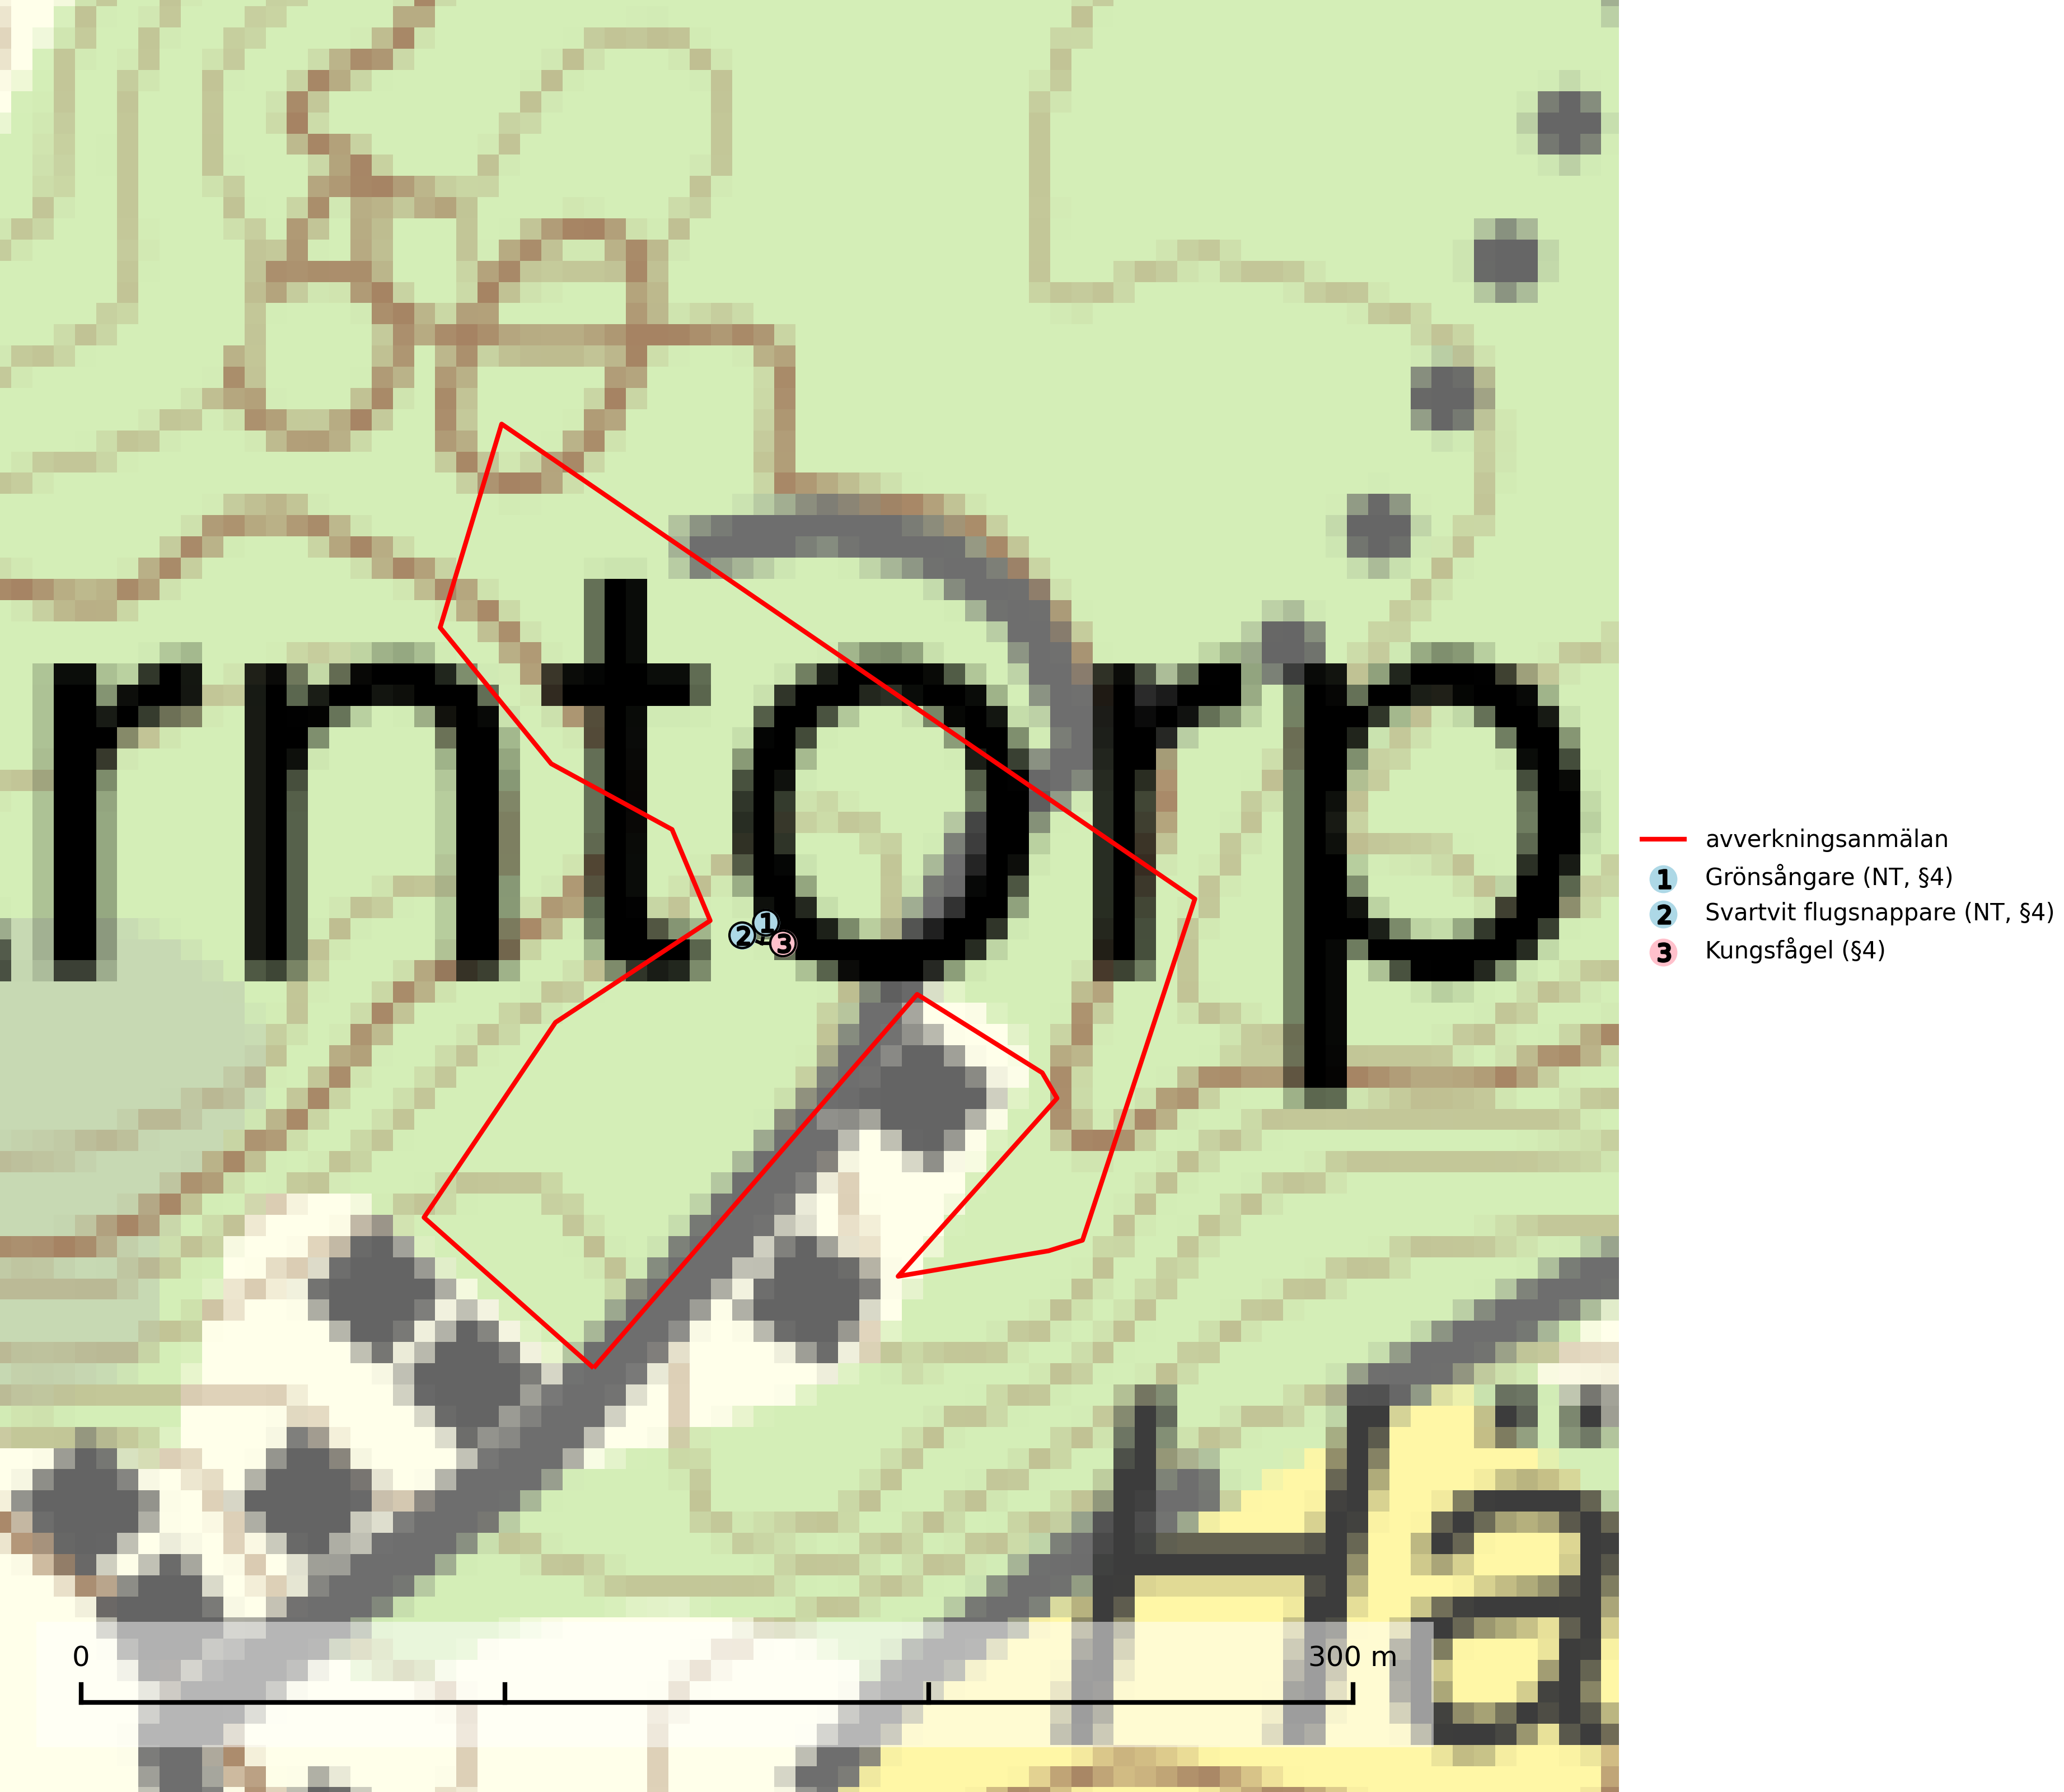 rntorp
1
2
3
Ha
0
300 m
avverkningsanmälan
1 Grönsångare (NT, §4)
2 Svartvit flugsnappare (NT, §4)
3 Kungsfågel (§4)